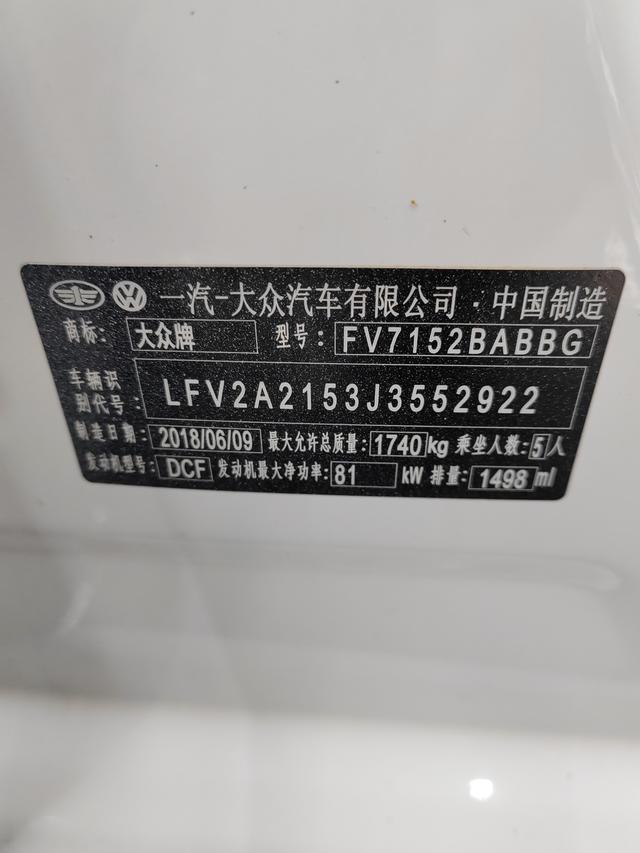 一汽-大众汽车有限公司·中国制造
商标: 大众牌 型号: FV7152BABBG
车辆识别代号: LFV2A2153J3552922
制造日期: 2018/06/09 最大允许总质量: 1740 kg 乘坐人数: 5 人
发动机型号: DCF 发动机最大净功率: 81 kW 排量: 1498 ml